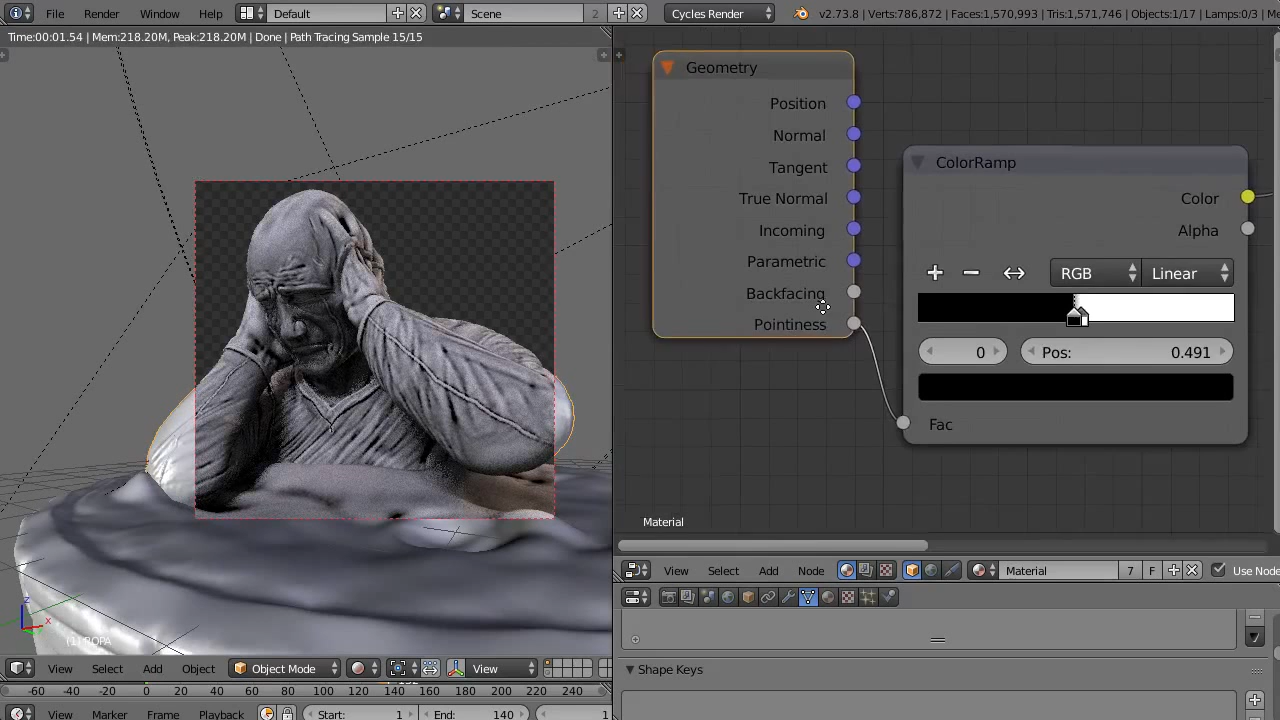 File Render Window Help Default Scene 2 Cycles Render v2.73.8 | Verts:786,872 | Faces:1,570,993 | Tris:1,571,746 | Objects:1/17 | Lamps:0/3 | Mo
Time:00:01.54 | Mem:218.20M, Peak:218.20M | Done | Path Tracing Sample 15/15
Geometry
Position
Normal
Tangent
True Normal
Incoming
Parametric
Backfacing
Pointiness
ColorRamp
Color
Alpha
RGB Linear
0 Pos: 0.491
Fac
Material
View Select Add Node Material 7 F Use Node
z
x
(1) ROPA
Shape Keys
View Select Add Object Object Mode View
-60 -40 -20 0 20 40 60 80 100 120 140 160 180 200 220 240
View Marker Frame Playback Start: 1 End: 140 1